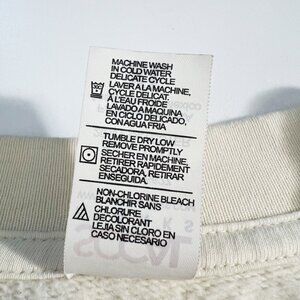 MACHINE WASH
IN COLD WATER
DELICATE CYCLE
LAVER A LA MACHINE,
CYCLE DELICAT
A L'EAU FROIDE
LAVADO A MAQUINA
EN CICLO DELICADO,
CON AGUA FRIA
TUMBLE DRY LOW
REMOVE PROMPTLY
SECHER EN MACHINE,
RETIRER RAPIDEMENT
SECADORA, RETIRAR
ENSEGUIDA.
NON-CHLORINE BLEACH
BLANCHIR SANS
CHLORURE
DECOLORANT
LEJIA SIN CLORO EN
CASO NECESARIO